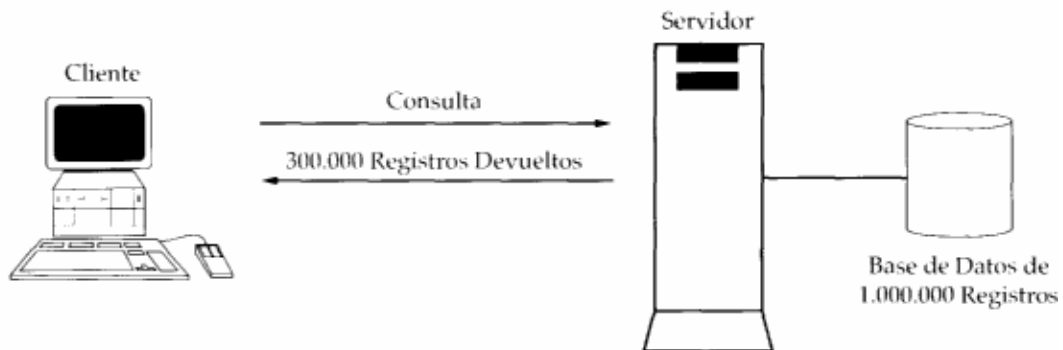 Servidor
Cliente
Consulta
300.000 Registros Devueltos
Base de Datos de
1.000.000 Registros